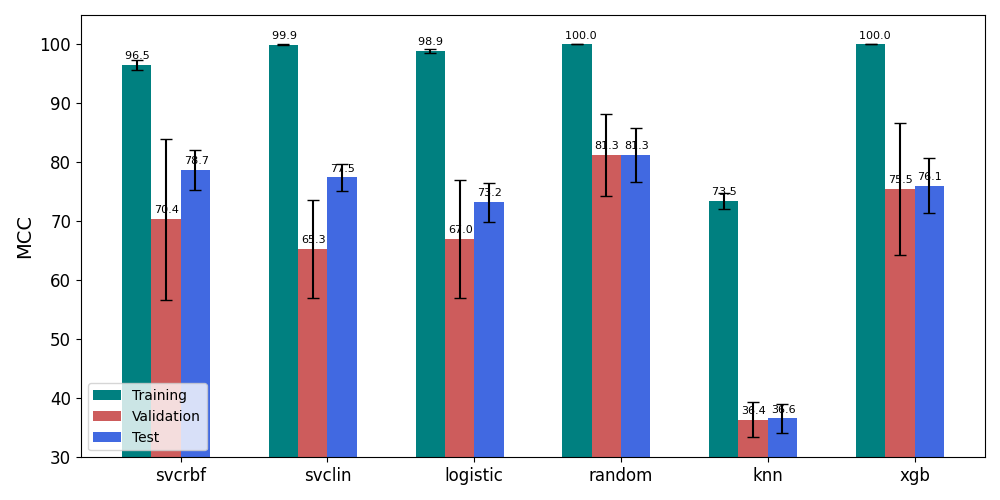 MCC
100
90
80
70
60
50
40
30
96.5
70.4
78.7
99.9
65.3
77.5
98.9
67.0
73.2
100.0
81.3
81.3
73.5
36.4
36.6
100.0
75.5
76.1
Training
Validation
Test
svcrbf
svclin
logistic
random
knn
xgb